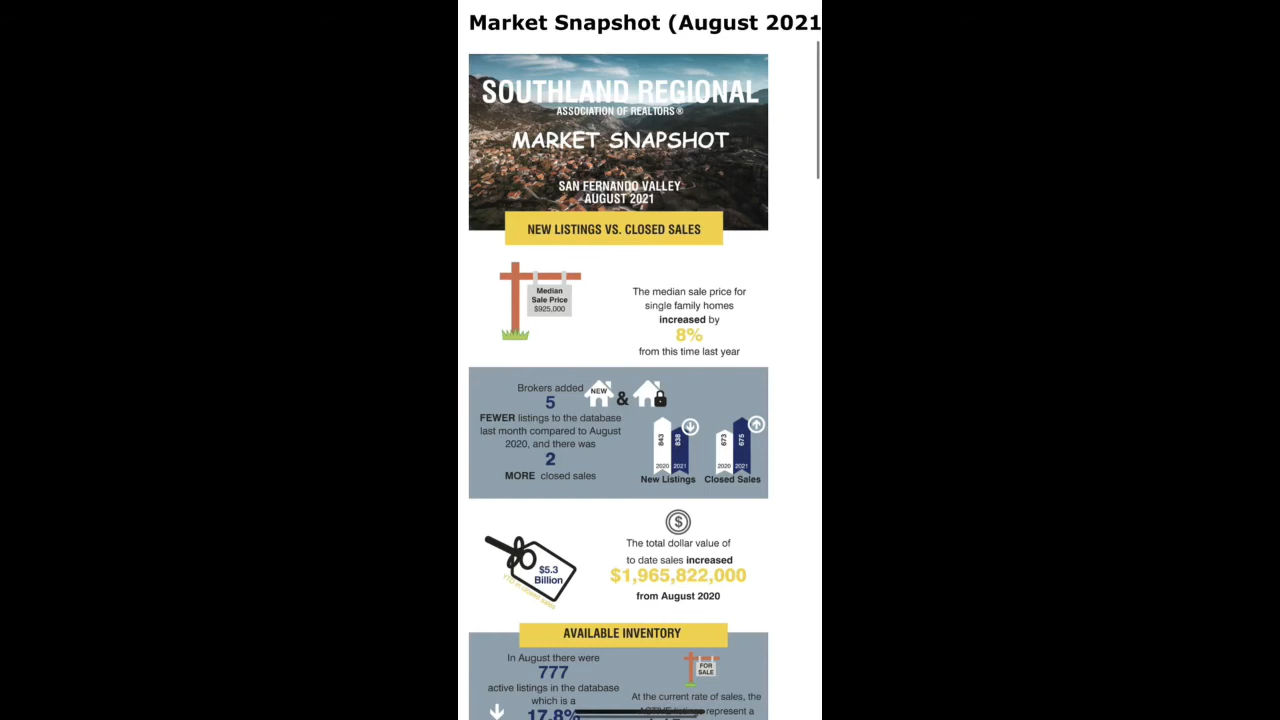 Market Snapshot (August 2021
SOUTHLAND REGIONAL
ASSOCIATION OF REALTORS®
MARKET SNAPSHOT
SAN FERNANDO VALLEY
AUGUST 2021
NEW LISTINGS VS. CLOSED SALES
Median
Sale Price
$925,000
The median sale price for
single family homes
increased by
8%
from this time last year
Brokers added
5
FEWER listings to the database
last month compared to August
2020, and there was
2
MORE closed sales
NEW
&
843
838
2020 2021
New Listings
673
675
2020 2021
Closed Sales
$5.3
Billion
$
The total dollar value of
to date sales increased
$1,965,822,000
from August 2020
AVAILABLE INVENTORY
In August there were
777
active listings in the database
which is a
17.8%
FOR
SALE
At the current rate of sales, the
represent a